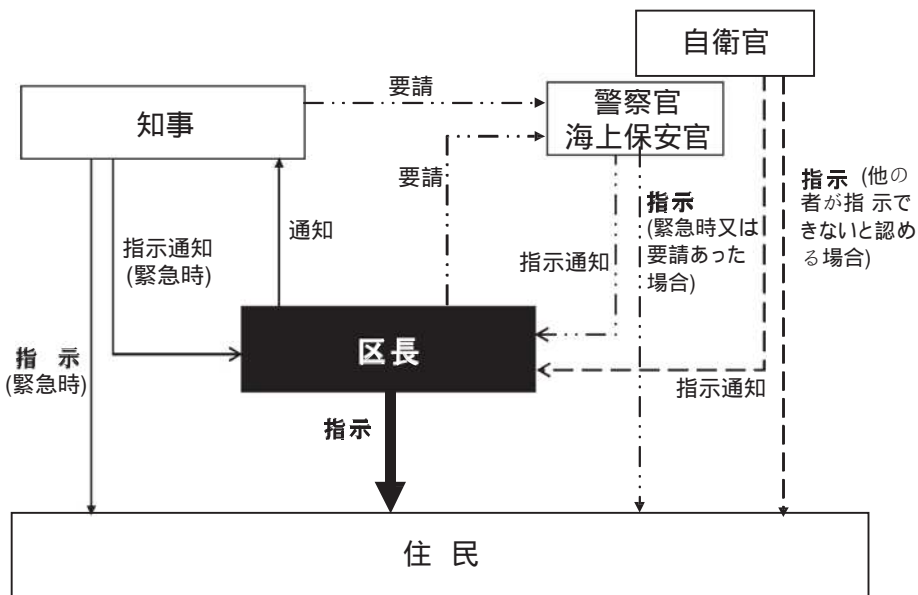 自衛官
知事
要請
警察官
海上保安官
要請
通知
指示通知
(緊急時)
指示
(緊急時又は
要請あった
場合)
指示 (他の
者が指 示で
きないと認め
る場合)
指示通知
区長
指 示
(緊急時)
指示通知
指示
住 民